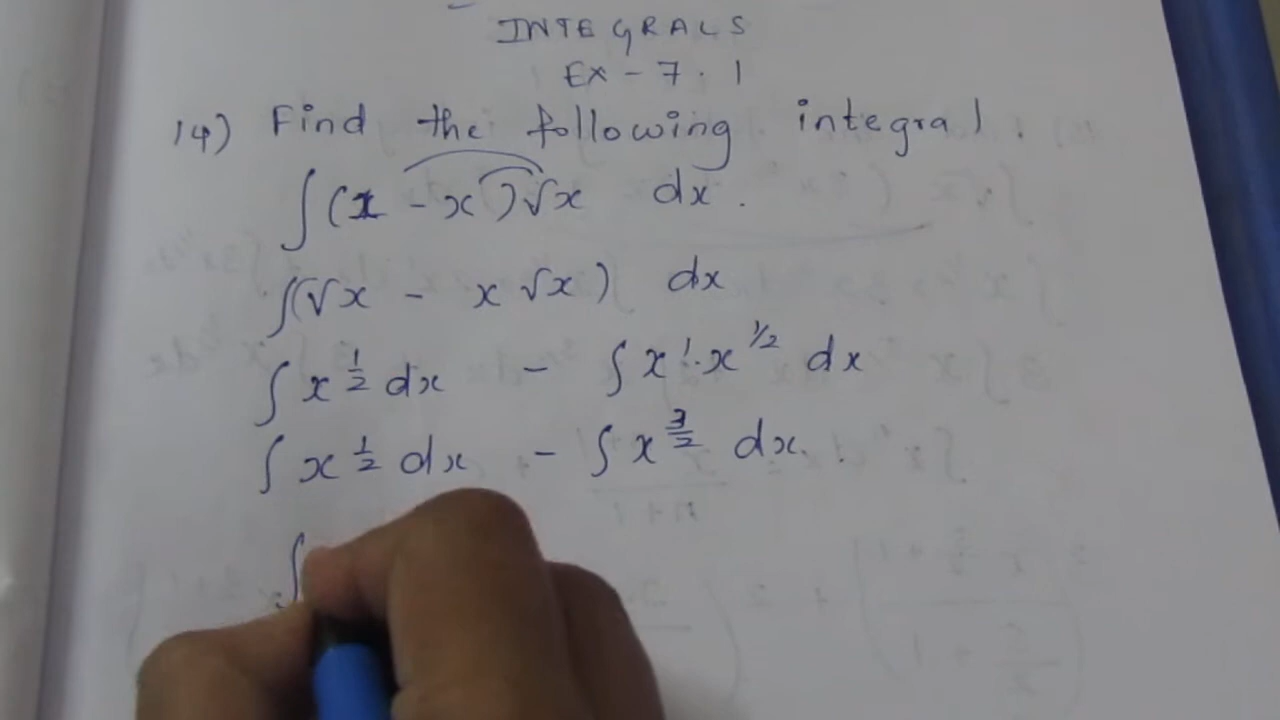 INTEGRALS
Ex - 7.1
14) Find the following integral.
∫(1 - x)√x dx.
∫(√x - x√x) dx
∫ x^1/2 dx - ∫ x^1 . x^1/2 dx
∫ x^1/2 dx - ∫ x^3/2 dx.
∫